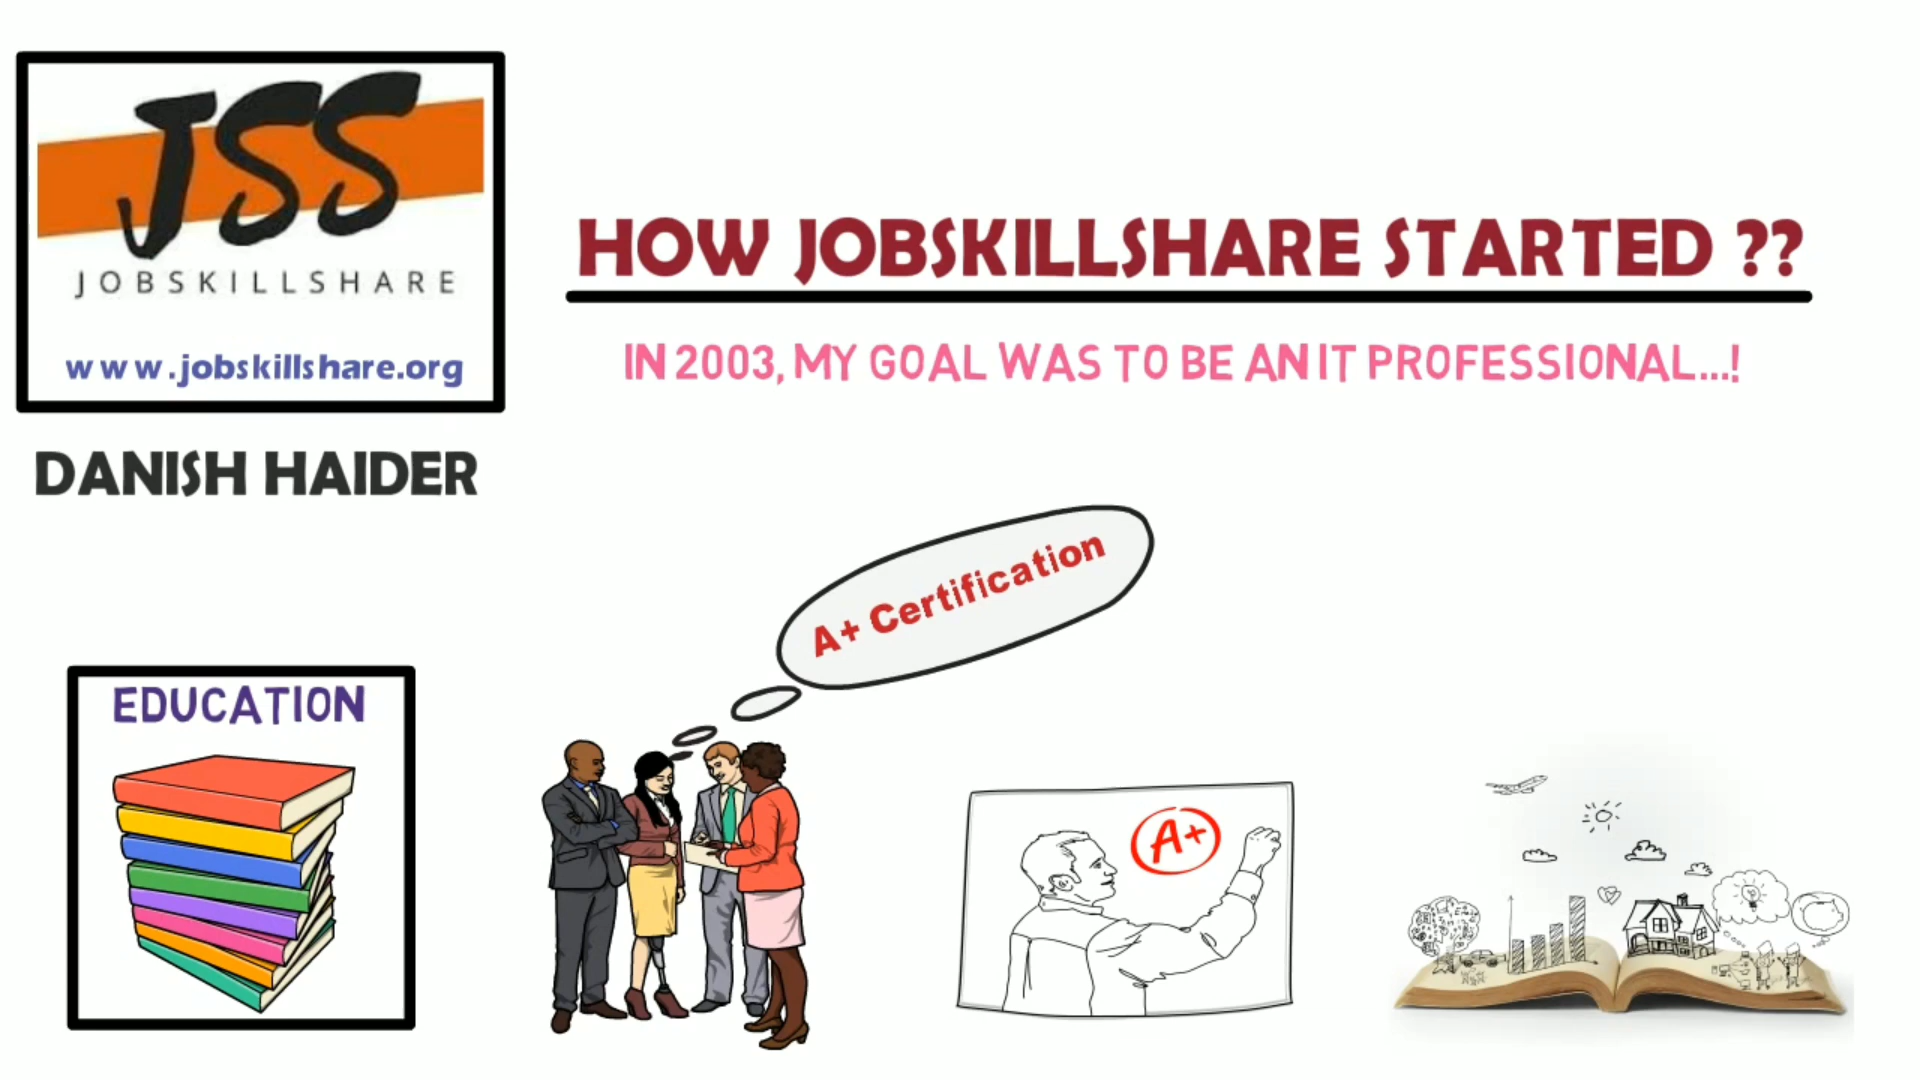 JSS
JOBSKILLSHARE
www.jobskillshare.org
DANISH HAIDER
HOW JOBSKILLSHARE STARTED ??
IN 2003, MY GOAL WAS TO BE AN IT PROFESSIONAL...!
A+ Certification
EDUCATION
A+